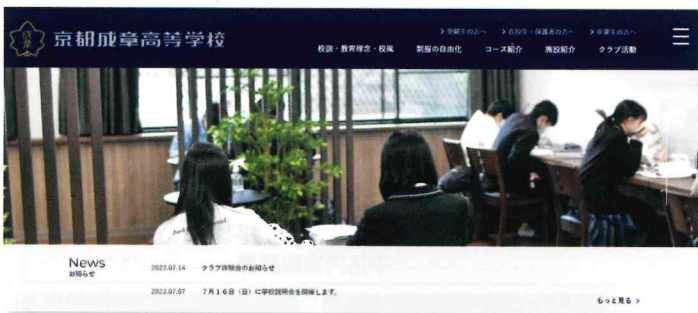 成章
京都成章高等学校
> 受験生の方へ > 在校生・保護者の方へ > 卒業生の方へ
校訓・教育理念・校風 制服の自由化 コース紹介 施設紹介 クラブ活動
News
お知らせ
2023.07.14 クラブ体験会のお知らせ
2023.07.07 7月16日（日）に学校説明会を開催します。
もっと見る >